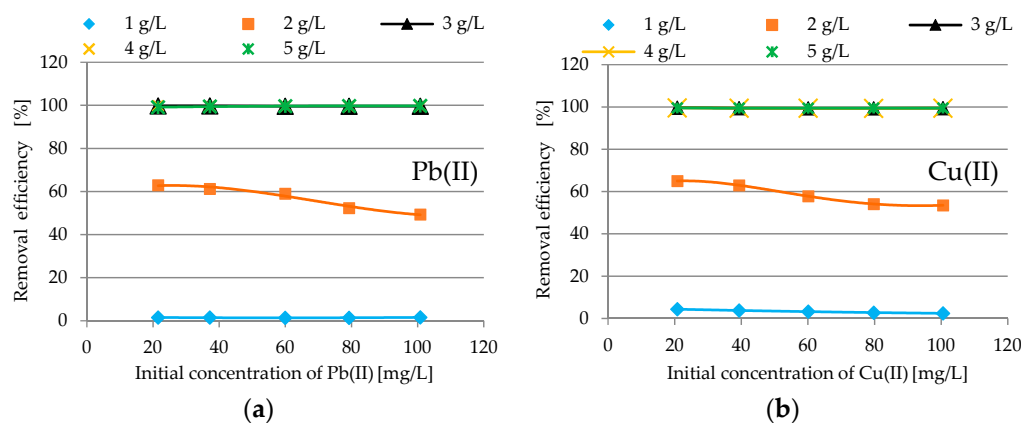 1 g/L 2 g/L 3 g/L
4 g/L 5 g/L
120
100
80
60
40
20
0
Removal efficiency [%]
Pb(II)
0 20 40 60 80 100 120
Initial concentration of Pb(II) [mg/L]
(a)
1 g/L 2 g/L 3 g/L
4 g/L 5 g/L
120
100
80
60
40
20
0
Removal efficiency [%]
Cu(II)
0 20 40 60 80 100 120
Initial concentration of Cu(II) [mg/L]
(b)